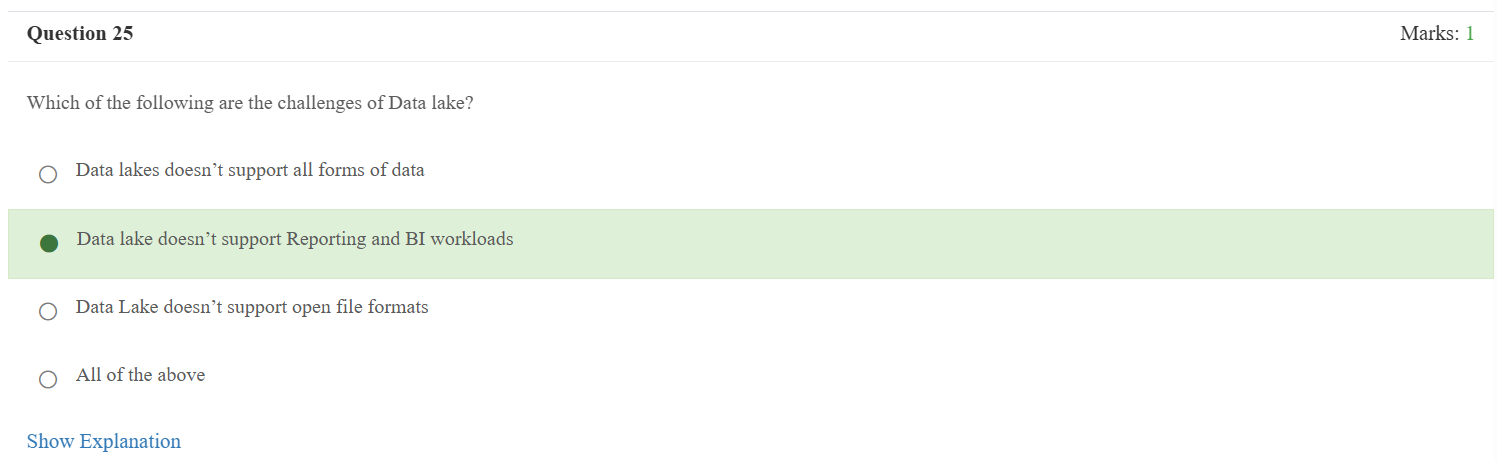 Question 25
Marks: 1
Which of the following are the challenges of Data lake?
Data lakes doesn’t support all forms of data
Data lake doesn’t support Reporting and BI workloads
Data Lake doesn’t support open file formats
All of the above
Show Explanation